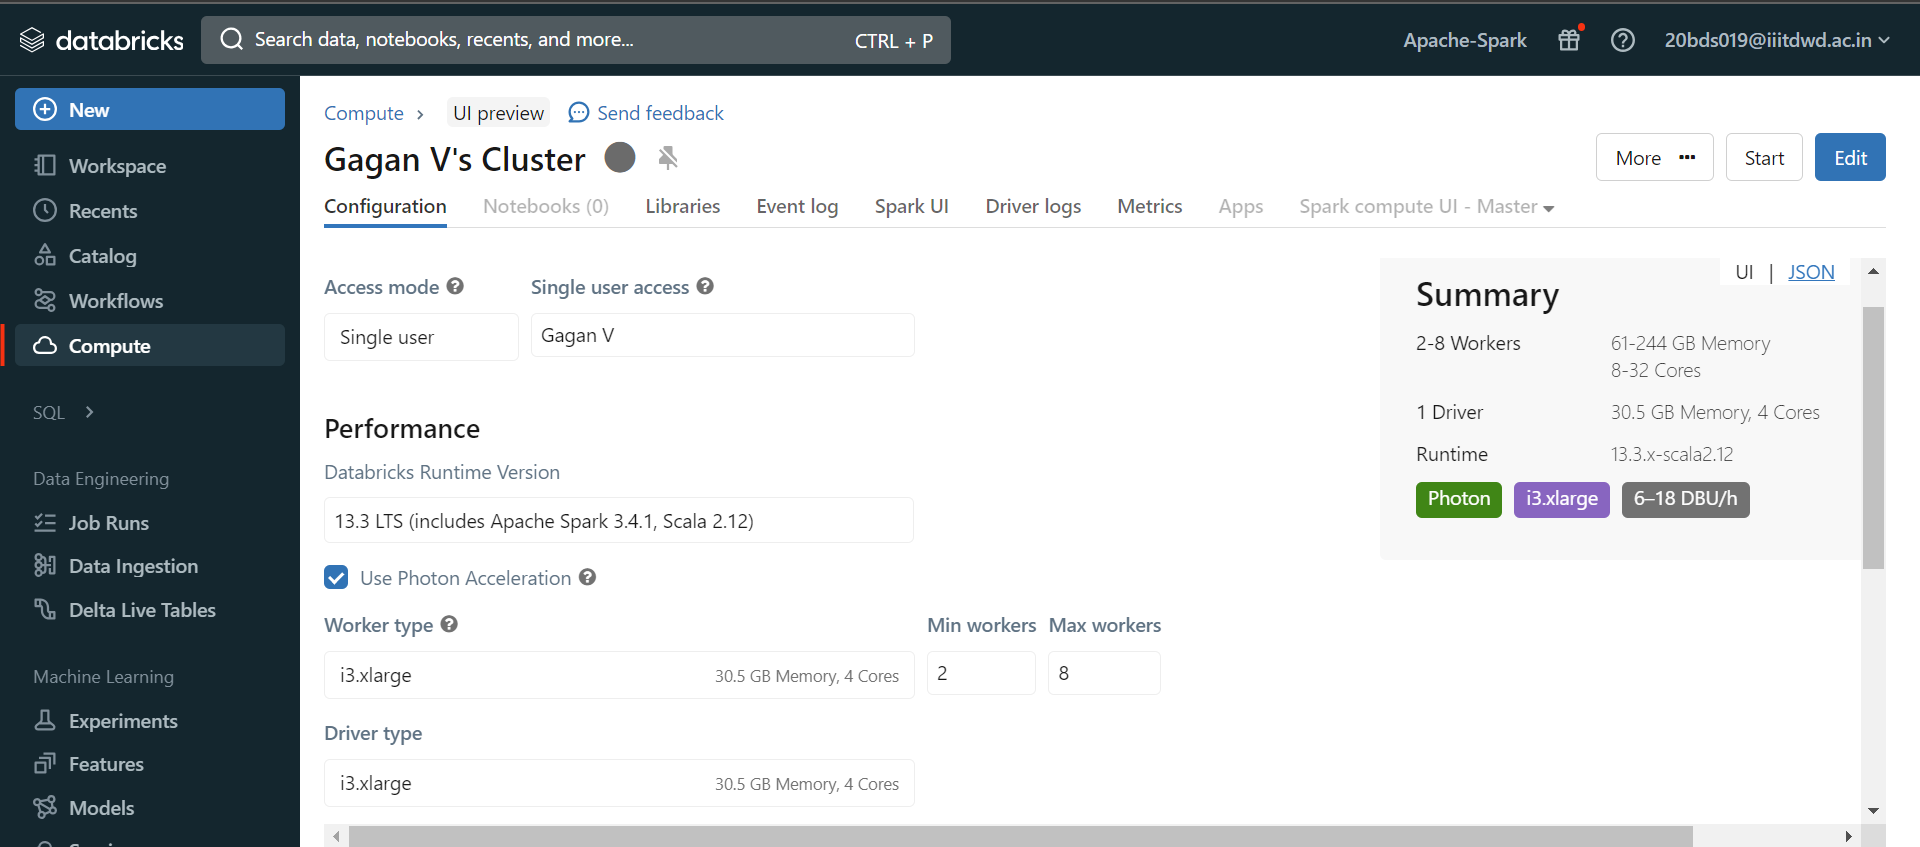 databricks
Search data, notebooks, recents, and more...
CTRL + P
Apache-Spark
20bds019@iiitdwd.ac.in
New
Workspace
Recents
Catalog
Workflows
Compute
SQL
Data Engineering
Job Runs
Data Ingestion
Delta Live Tables
Machine Learning
Experiments
Features
Models
Compute
UI preview
Send feedback
Gagan V's Cluster
More
Start
Edit
Configuration
Notebooks (0)
Libraries
Event log
Spark UI
Driver logs
Metrics
Apps
Spark compute UI - Master
Access mode
Single user access
Single user
Gagan V
Performance
Databricks Runtime Version
13.3 LTS (includes Apache Spark 3.4.1, Scala 2.12)
Use Photon Acceleration
Worker type
Min workers
Max workers
i3.xlarge
30.5 GB Memory, 4 Cores
2
8
Driver type
i3.xlarge
30.5 GB Memory, 4 Cores
UI | JSON
Summary
2-8 Workers
61-244 GB Memory
8-32 Cores
1 Driver
30.5 GB Memory, 4 Cores
Runtime
13.3.x-scala2.12
Photon
i3.xlarge
6–18 DBU/h